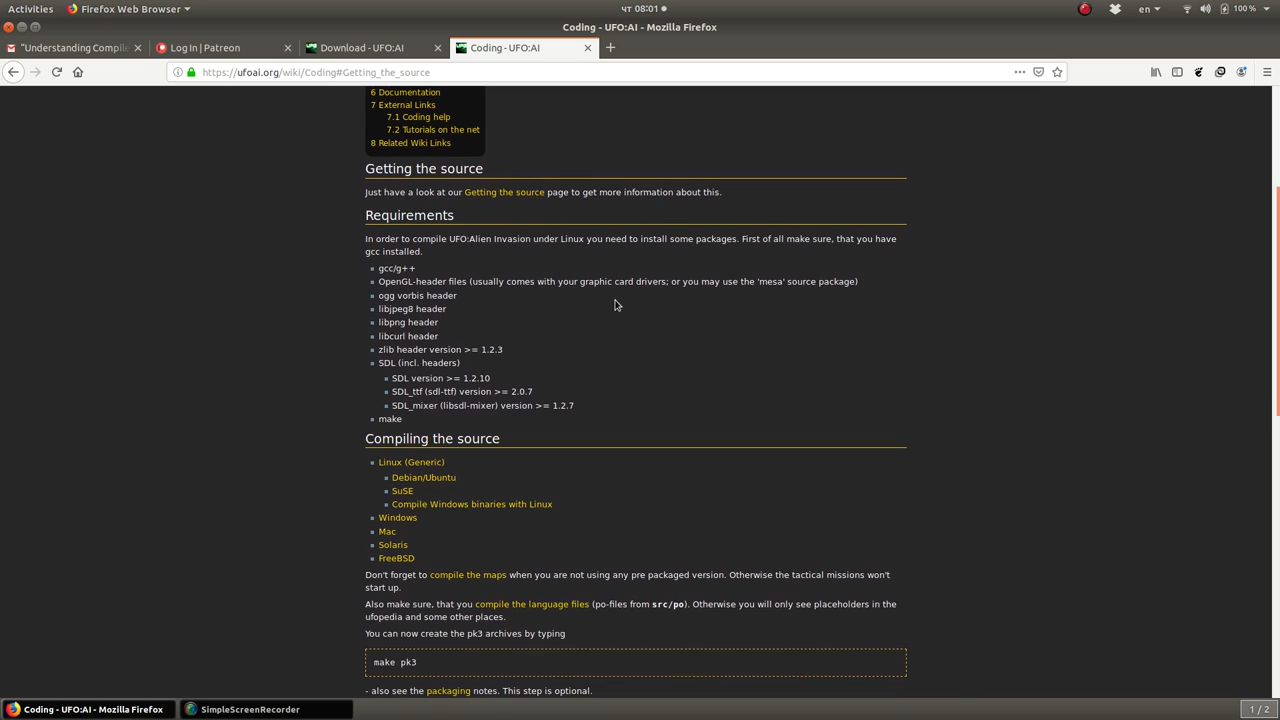 Activities Firefox Web Browser чт 08:01 en 100 %
Coding - UFO:AI - Mozilla Firefox
"Understanding Compile Log In | Patreon Download - UFO:AI Coding - UFO:AI
https://ufoai.org/wiki/Coding#Getting_the_source
6 Documentation
7 External Links
7.1 Coding help
7.2 Tutorials on the net
8 Related Wiki Links
Getting the source
Just have a look at our Getting the source page to get more information about this.
Requirements
In order to compile UFO:Alien Invasion under Linux you need to install some packages. First of all make sure, that you have
gcc installed.
gcc/g++
OpenGL-header files (usually comes with your graphic card drivers; or you may use the 'mesa' source package)
ogg vorbis header
libjpeg8 header
libpng header
libcurl header
zlib header version >= 1.2.3
SDL (incl. headers)
SDL version >= 1.2.10
SDL_ttf (sdl-ttf) version >= 2.0.7
SDL_mixer (libsdl-mixer) version >= 1.2.7
make
Compiling the source
Linux (Generic)
Debian/Ubuntu
SuSE
Compile Windows binaries with Linux
Windows
Mac
Solaris
FreeBSD
Don't forget to compile the maps when you are not using any pre packaged version. Otherwise the tactical missions won't
start up.
Also make sure, that you compile the language files (po-files from src/po). Otherwise you will only see placeholders in the
ufopedia and some other places.
You can now create the pk3 archives by typing
make pk3
- also see the packaging notes. This step is optional.
Coding - UFO:AI - Mozilla Firefox SimpleScreenRecorder 1 / 2